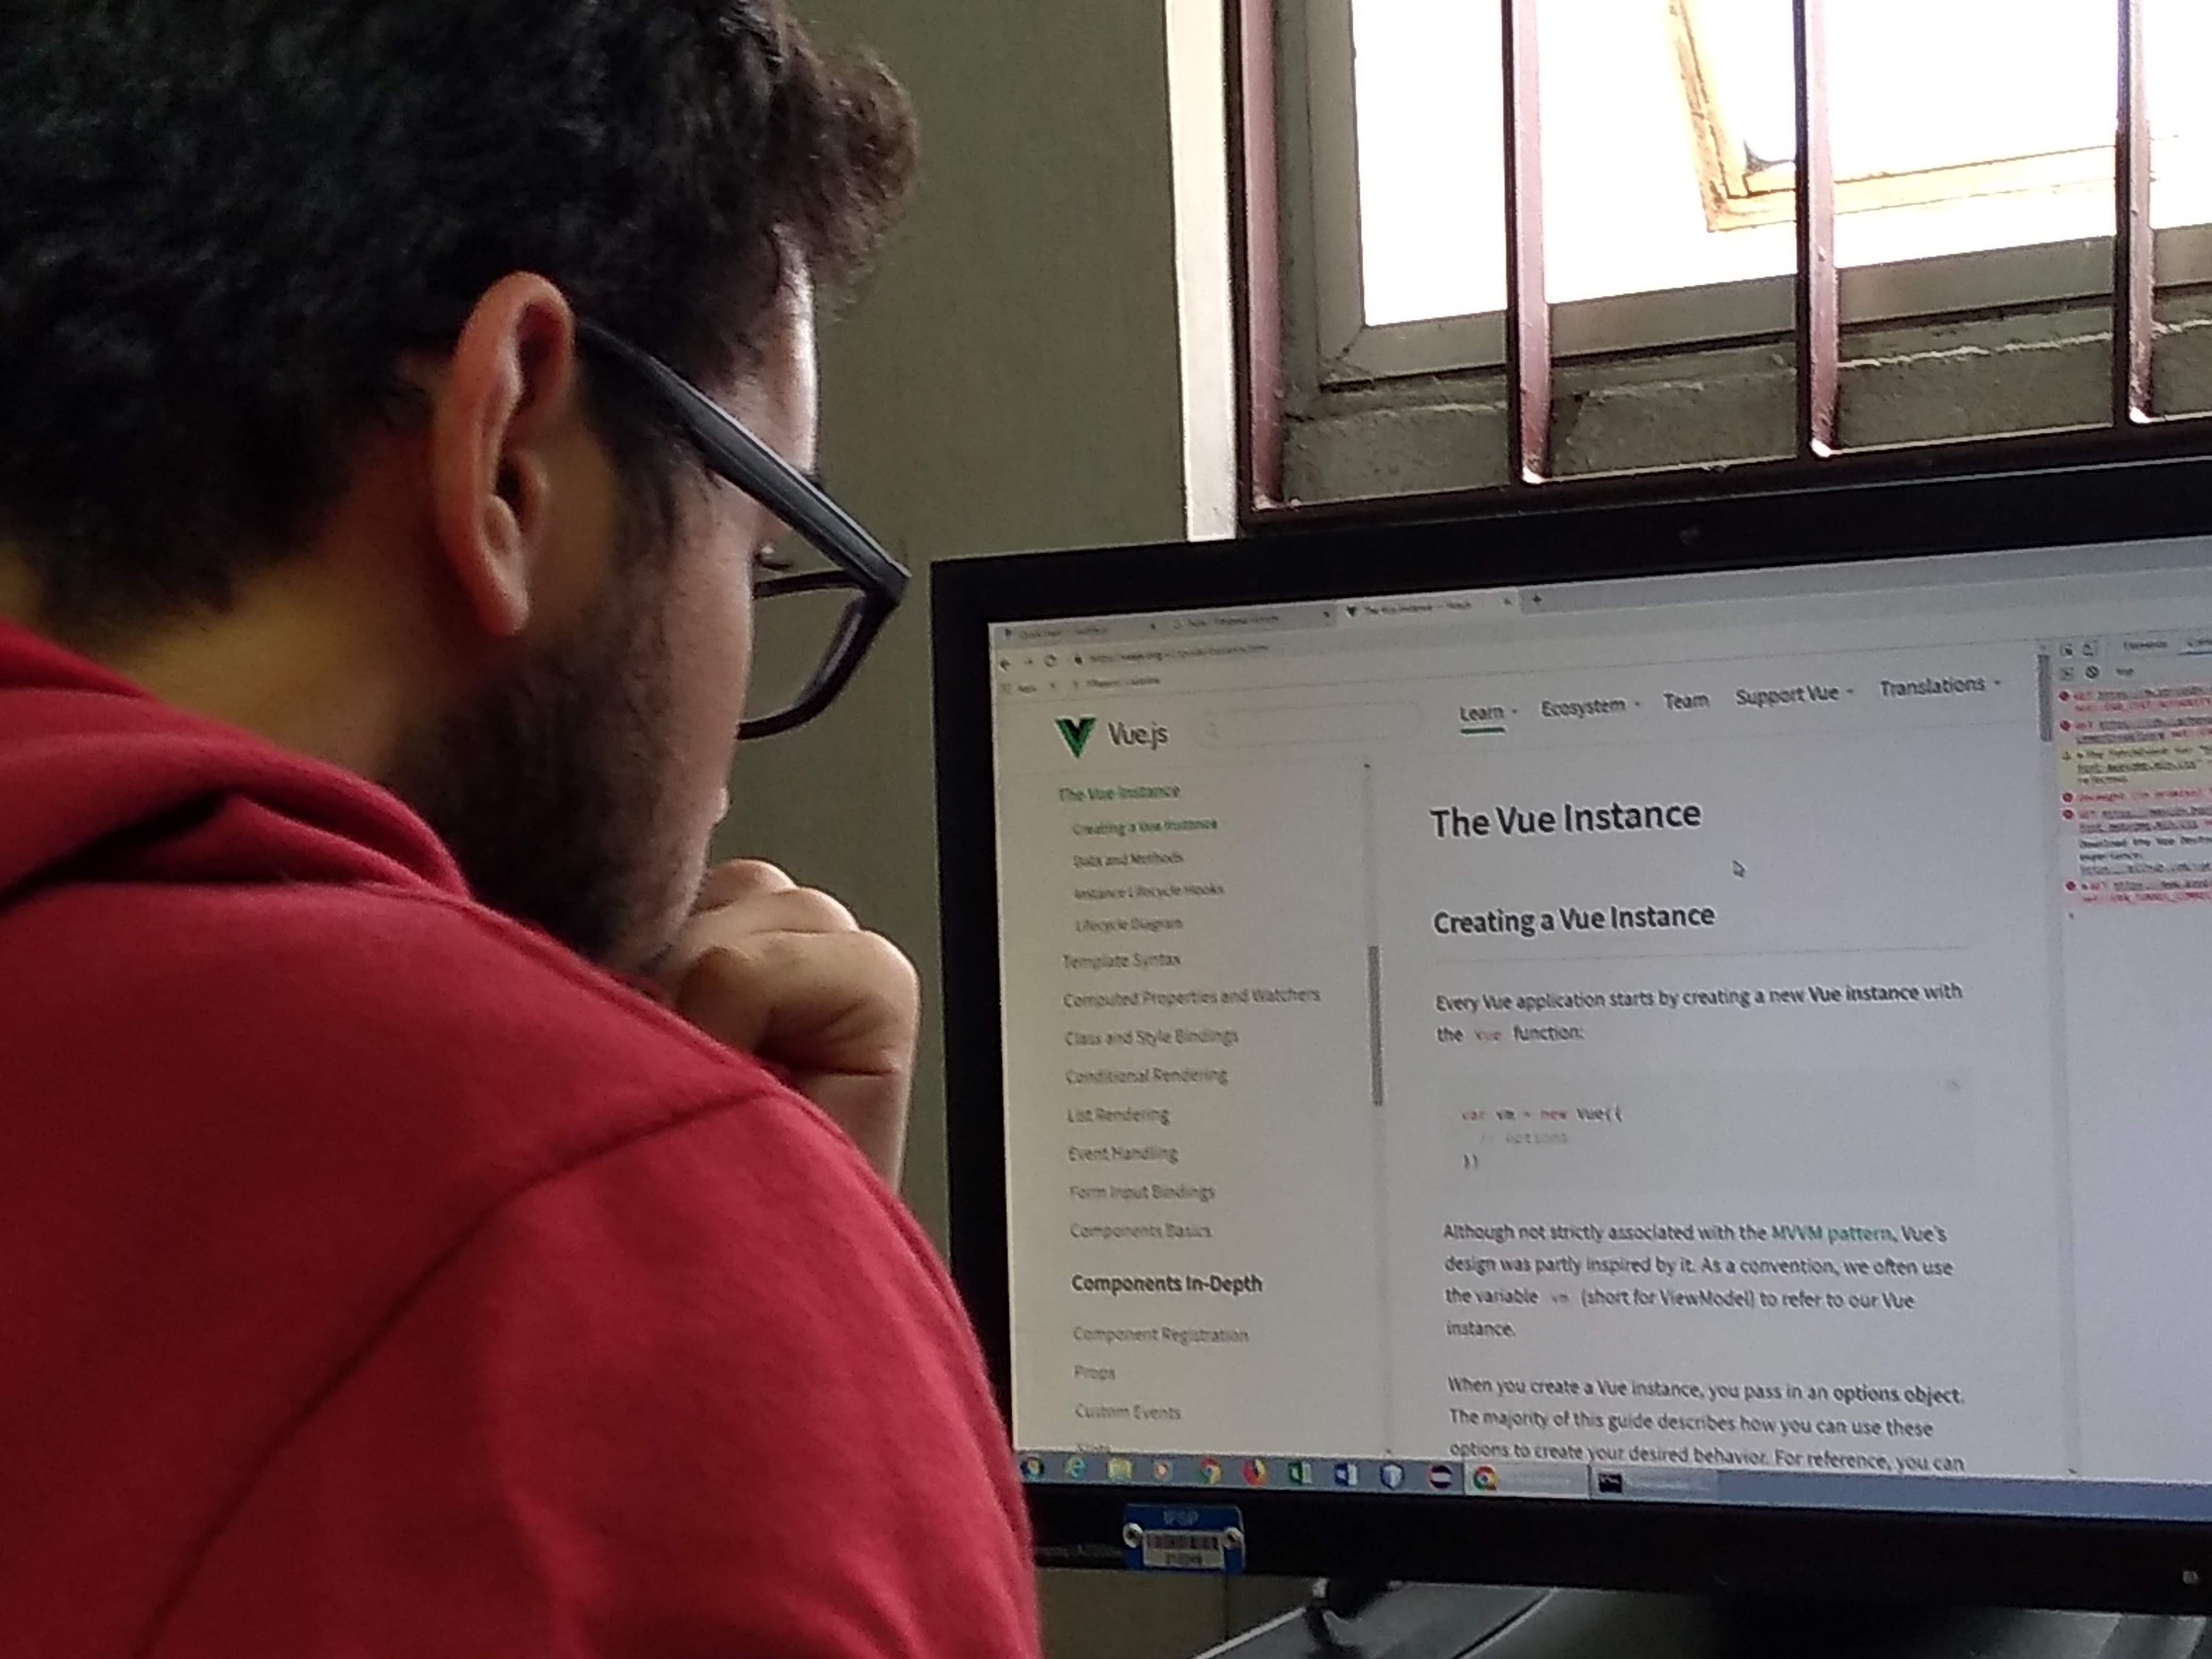 Vue.js
Learn
Ecosystem
Team
Support Vue
Translations
The Vue Instance
Creating a Vue Instance
Data and Methods
Instance Lifecycle Hooks
Lifecycle Diagram
Template Syntax
Computed Properties and Watchers
Class and Style Bindings
Conditional Rendering
List Rendering
Event Handling
Form Input Bindings
Components Basics
Components In-Depth
Component Registration
Props
Custom Events
Slots
The Vue Instance
Creating a Vue Instance
Every Vue application starts by creating a new Vue instance with
the Vue function:
var vm = new Vue({
// options
})
Although not strictly associated with the MVVM pattern, Vue's
design was partly inspired by it. As a convention, we often use
the variable vm (short for ViewModel) to refer to our Vue
instance.
When you create a Vue instance, you pass in an options object.
The majority of this guide describes how you can use these
options to create your desired behavior. For reference, you can
IFSP